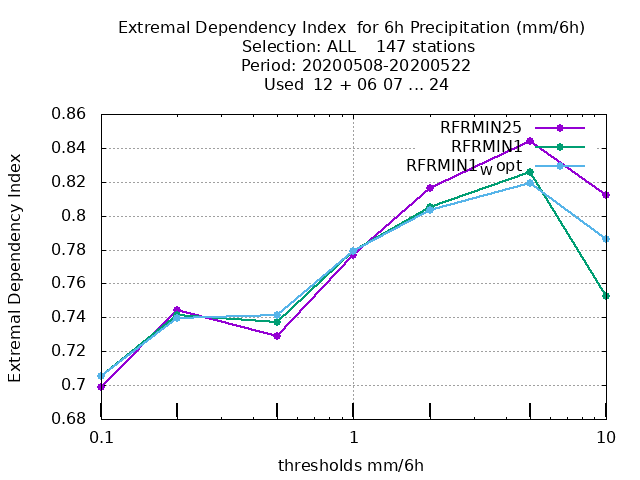 Extremal Dependency Index  for 6h Precipitation (mm/6h)
Selection: ALL    147 stations
Period: 20200508-20200522
Used  12 + 06 07 ... 24
RFRMIN25
RFRMIN1
RFRMIN1W opt
Extremal Dependency Index
0.86
0.84
0.82
0.8
0.78
0.76
0.74
0.72
0.7
0.68
0.1
1
10
thresholds mm/6h